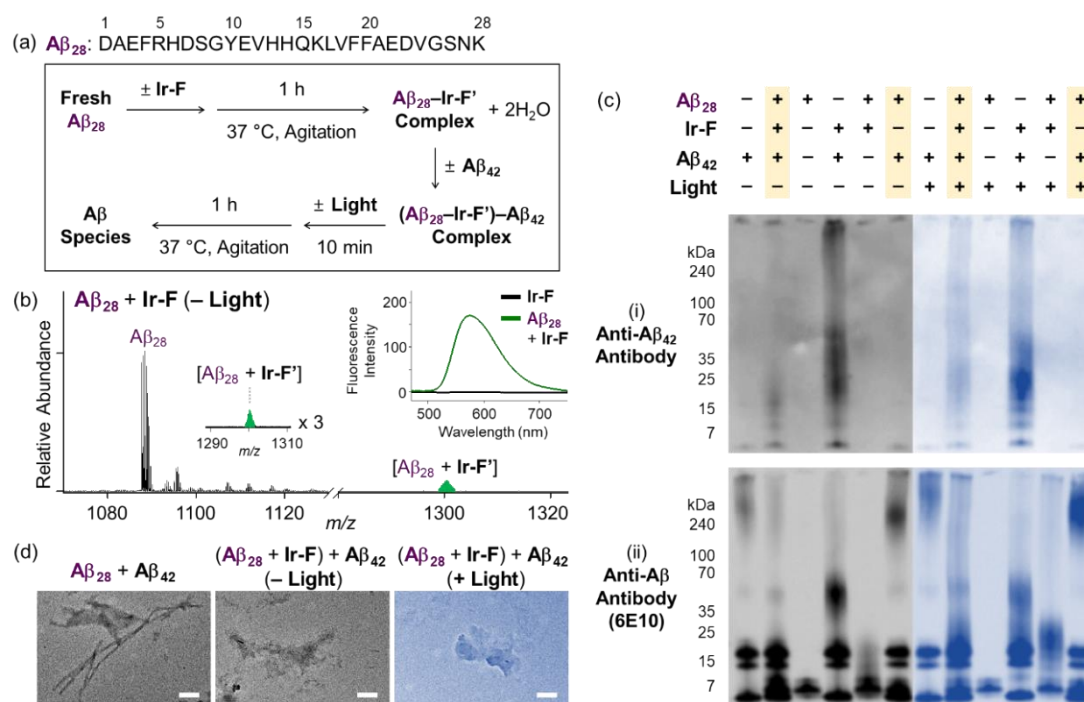 (a)
1 5 10 15 20 28
Aβ28: DAEFRHDSGYEVHHQKLVFFAEDVGSNK
Fresh Aβ28
± Ir-F
1 h
37 °C, Agitation
Aβ28–Ir-F' Complex
+ 2H2O
± Aβ42
(Aβ28–Ir-F')–Aβ42 Complex
± Light
10 min
1 h
37 °C, Agitation
Aβ Species
(b) Aβ28 + Ir-F (– Light)
Relative Abundance
Aβ28
[Aβ28 + Ir-F']
x 3
1290 1310
m/z
Fluorescence Intensity
200
100
0
Ir-F
Aβ28 + Ir-F
500 600 700
Wavelength (nm)
[Aβ28 + Ir-F']
1080 1100 1120 1300 1320
m/z
(c)
Aβ28 – + + – + + – + + – + +
Ir-F – + – + + – – + – + + –
Aβ42 + + – + – + + + – + – +
Light – – – – – – + + + + + +
(i)
Anti-Aβ42
Antibody
kDa
240
100
70
35
25
15
7
(ii)
Anti-Aβ
Antibody
(6E10)
kDa
240
100
70
35
25
15
7
(d)
Aβ28 + Aβ42
(Aβ28 + Ir-F) + Aβ42
(– Light)
(Aβ28 + Ir-F) + Aβ42
(+ Light)